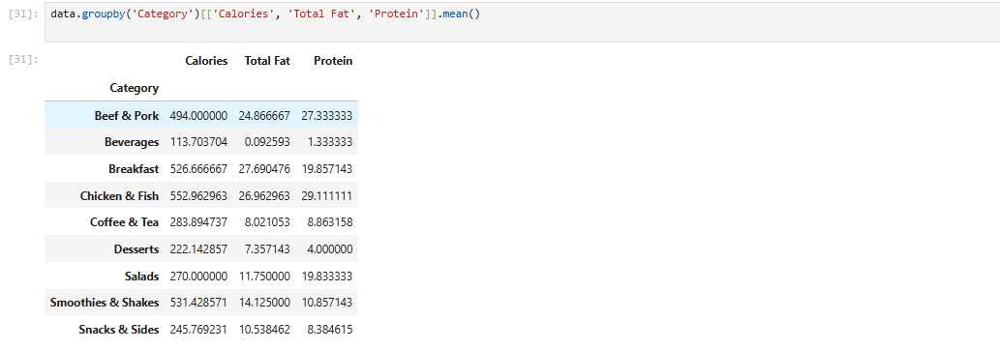 [31]: data.groupby('Category')[['Calories', 'Total Fat', 'Protein']].mean()
[31]:
Calories Total Fat Protein
Category
Beef & Pork 494.000000 24.866667 27.333333
Beverages 113.703704 0.092593 1.333333
Breakfast 526.666667 27.690476 19.857143
Chicken & Fish 552.962963 26.962963 29.111111
Coffee & Tea 283.894737 8.021053 8.863158
Desserts 222.142857 7.357143 4.000000
Salads 270.000000 11.750000 19.833333
Smoothies & Shakes 531.428571 14.125000 10.857143
Snacks & Sides 245.769231 10.538462 8.384615